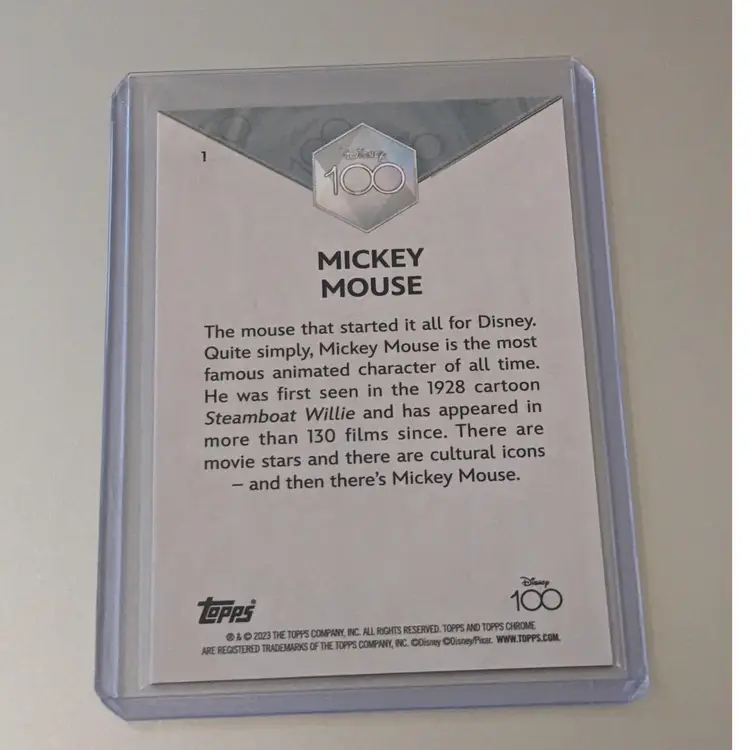 1
Disney
100
MICKEY
MOUSE
The mouse that started it all for Disney.
Quite simply, Mickey Mouse is the most
famous animated character of all time.
He was first seen in the 1928 cartoon
Steamboat Willie and has appeared in
more than 130 films since. There are
movie stars and there are cultural icons
– and then there's Mickey Mouse.
topps®
Disney
100
® & © 2023 THE TOPPS COMPANY, INC. ALL RIGHTS RESERVED. TOPPS AND TOPPS CHROME
ARE REGISTERED TRADEMARKS OF THE TOPPS COMPANY, INC. ©Disney ©Disney/Pixar. WWW.TOPPS.COM.